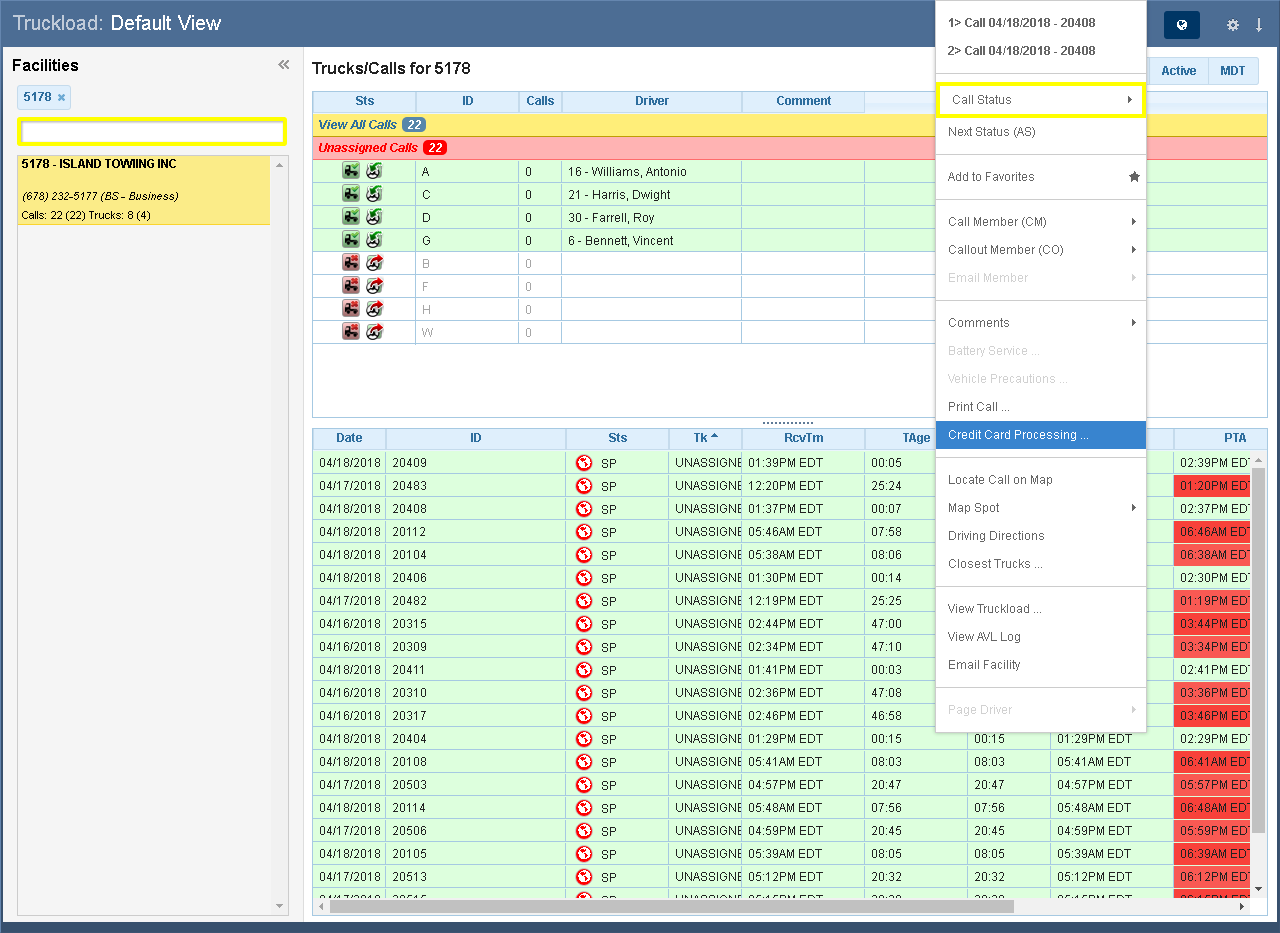 Truckload: Default View
Facilities
5178
5178 - ISLAND TOWIING INC
(678) 232-5177 (BS - Business)
Calls: 22 (22) Trucks: 8 (4)
Trucks/Calls for 5178
Active MDT
Sts ID Calls Driver Comment
View All Calls 22
Unassigned Calls 22
A 0 16 - Williams, Antonio
C 0 21 - Harris, Dwight
D 0 30 - Farrell, Roy
G 0 6 - Bennett, Vincent
B 0
F 0
H 0
W 0
1> Call 04/18/2018 - 20408
2> Call 04/18/2018 - 20408
Call Status
Next Status (AS)
Add to Favorites
Call Member (CM)
Callout Member (CO)
Email Member
Comments
Battery Service ...
Vehicle Precautions ...
Print Call ...
Credit Card Processing ...
Locate Call on Map
Map Spot
Driving Directions
Closest Trucks ...
View Truckload ...
View AVL Log
Email Facility
Page Driver
Date ID Sts Tk RcvTm TAge PTA
04/18/2018 20409 SP UNASSIGNE 01:39PM EDT 00:05 02:39PM EDT
04/17/2018 20483 SP UNASSIGNE 12:20PM EDT 25:24 01:20PM EDT
04/18/2018 20408 SP UNASSIGNE 01:37PM EDT 00:07 02:37PM EDT
04/18/2018 20112 SP UNASSIGNE 05:46AM EDT 07:58 06:46AM EDT
04/18/2018 20104 SP UNASSIGNE 05:38AM EDT 08:06 06:38AM EDT
04/18/2018 20406 SP UNASSIGNE 01:30PM EDT 00:14 02:30PM EDT
04/17/2018 20482 SP UNASSIGNE 12:19PM EDT 25:25 01:19PM EDT
04/16/2018 20315 SP UNASSIGNE 02:44PM EDT 47:00 03:44PM EDT
04/16/2018 20309 SP UNASSIGNE 02:34PM EDT 47:10 03:34PM EDT
04/18/2018 20411 SP UNASSIGNE 01:41PM EDT 00:03 02:41PM EDT
04/16/2018 20310 SP UNASSIGNE 02:36PM EDT 47:08 03:36PM EDT
04/16/2018 20317 SP UNASSIGNE 02:46PM EDT 46:58 03:46PM EDT
04/18/2018 20404 SP UNASSIGNE 01:29PM EDT 00:15 00:15 01:29PM EDT 02:29PM EDT
04/18/2018 20108 SP UNASSIGNE 05:41AM EDT 08:03 08:03 05:41AM EDT 06:41AM EDT
04/17/2018 20503 SP UNASSIGNE 04:57PM EDT 20:47 20:47 04:57PM EDT 05:57PM EDT
04/18/2018 20114 SP UNASSIGNE 05:48AM EDT 07:56 07:56 05:48AM EDT 06:48AM EDT
04/17/2018 20506 SP UNASSIGNE 04:59PM EDT 20:45 20:45 04:59PM EDT 05:59PM EDT
04/18/2018 20105 SP UNASSIGNE 05:39AM EDT 08:05 08:05 05:39AM EDT 06:39AM EDT
04/17/2018 20513 SP UNASSIGNE 05:12PM EDT 20:32 20:32 05:12PM EDT 06:12PM EDT